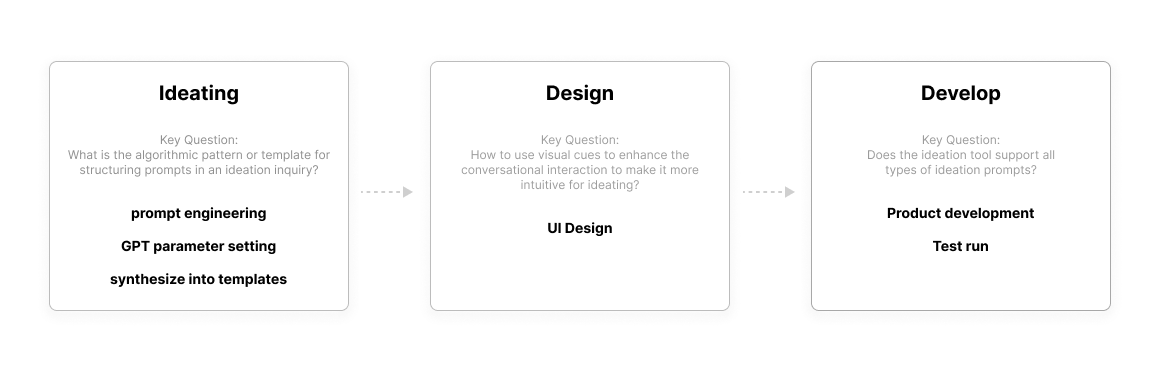 Ideating
Key Question:
What is the algorithmic pattern or template for
structuring prompts in an ideation inquiry?
prompt engineering
GPT parameter setting
synthesize into templates
Design
Key Question:
How to use visual cues to enhance the
conversational interaction to make it more
intuitive for ideating?
UI Design
Develop
Key Question:
Does the ideation tool support all
types of ideation prompts?
Product development
Test run